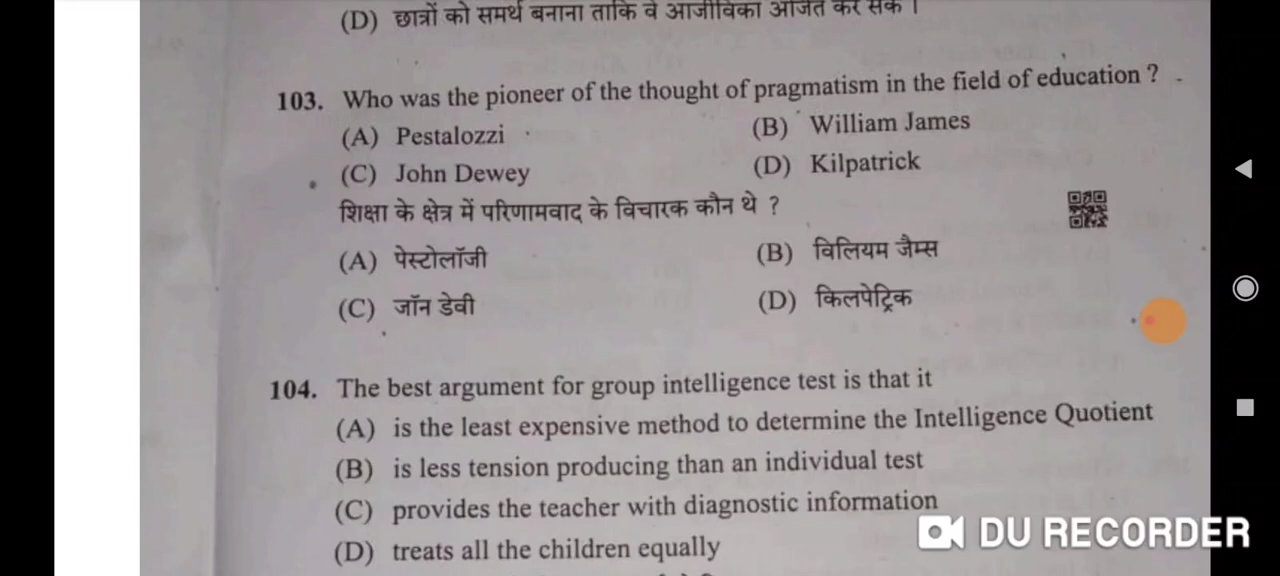 (D) छात्रों को समर्थ बनाना ताकि वे आजीविका अर्जित कर सकें ।
103. Who was the pioneer of the thought of pragmatism in the field of education ?
(A) Pestalozzi (B) William James
(C) John Dewey (D) Kilpatrick
शिक्षा के क्षेत्र में परिणामवाद के विचारक कौन थे ?
(A) पेस्टोलॉजी (B) विलियम जैम्स
(C) जॉन डेवी (D) किलपेट्रिक
104. The best argument for group intelligence test is that it
(A) is the least expensive method to determine the Intelligence Quotient
(B) is less tension producing than an individual test
(C) provides the teacher with diagnostic information
(D) treats all the children equally
DU RECORDER